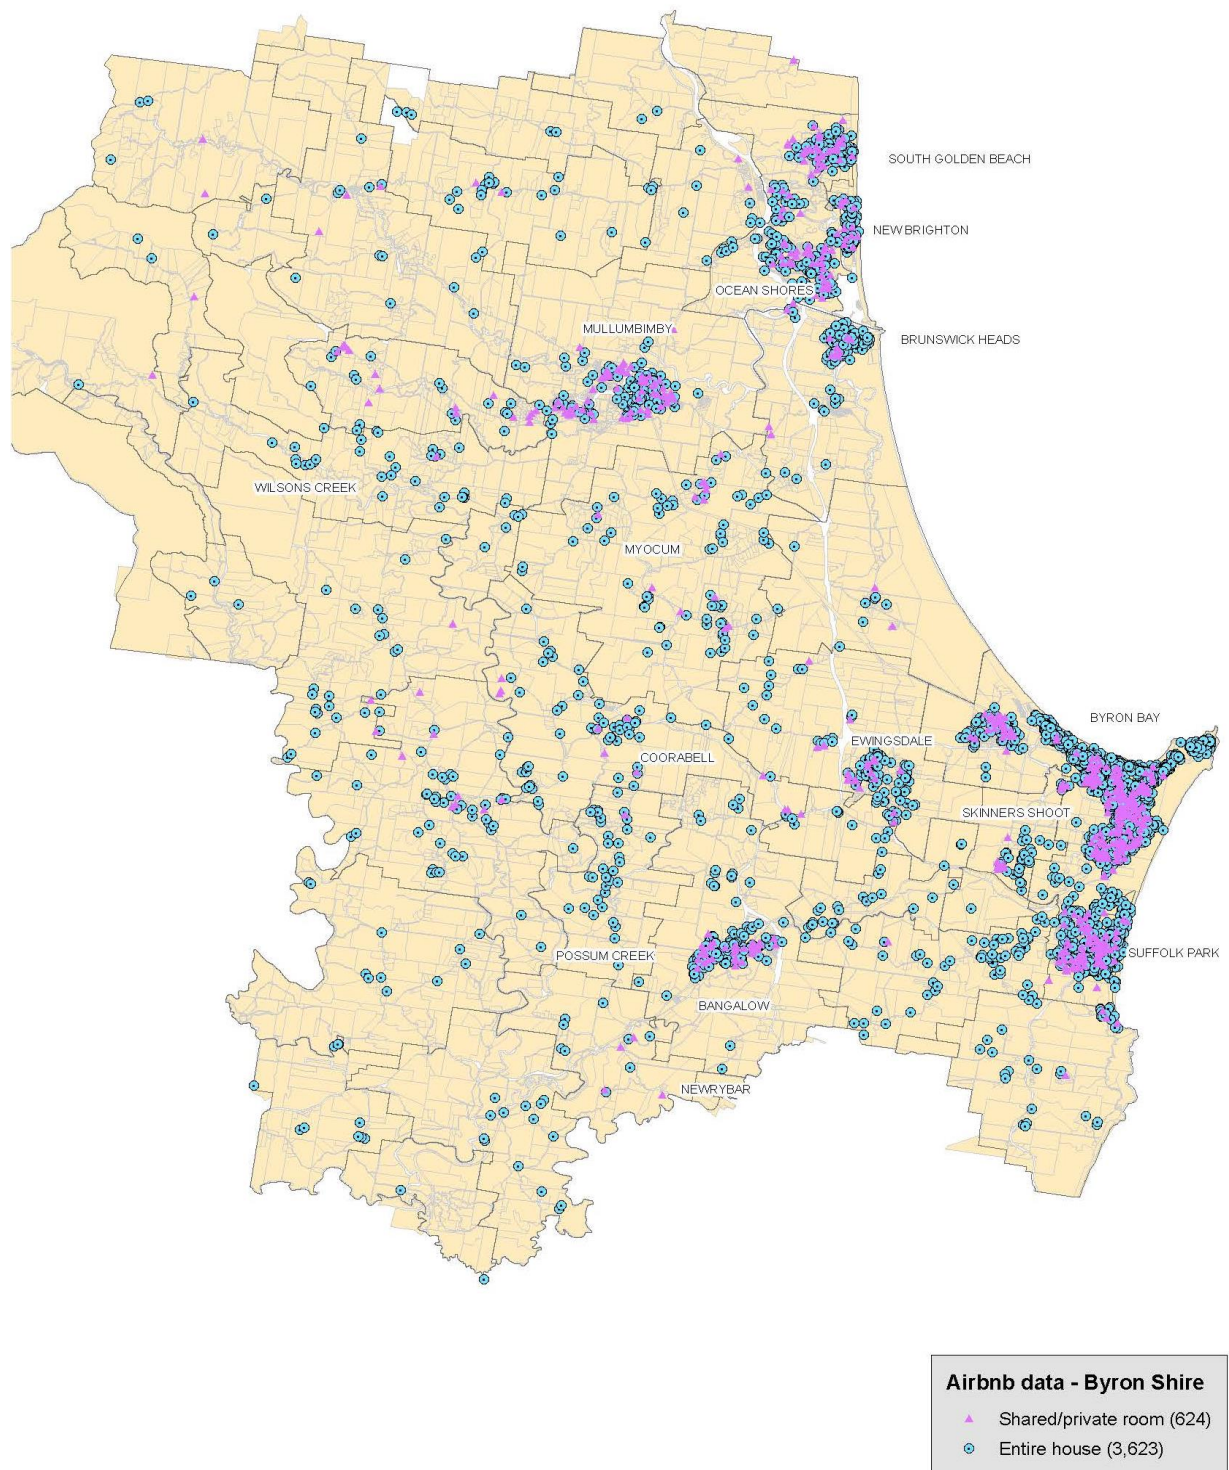 SOUTH GOLDEN BEACH
NEW BRIGHTON
OCEAN SHORES
MULLUMBIMBY
BRUNSWICK HEADS
WILSONS CREEK
MYOCUM
BYRON BAY
EWINGSDALE
COORABELL
SKINNERS SHOOT
POSSUM CREEK
SUFFOLK PARK
BANGALOW
NEWRYBAR
Airbnb data - Byron Shire
Shared/private room (624)
Entire house (3,623)